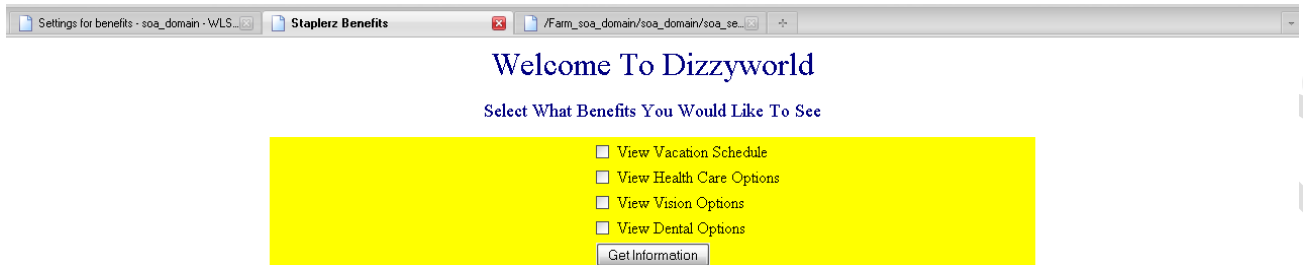 Settings for benefits - soa_domain - WLS... Staplerz Benefits /Farm_soa_domain/soa_domain/soa_se...
Welcome To Dizzyworld
Select What Benefits You Would Like To See
View Vacation Schedule
View Health Care Options
View Vision Options
View Dental Options
Get Information